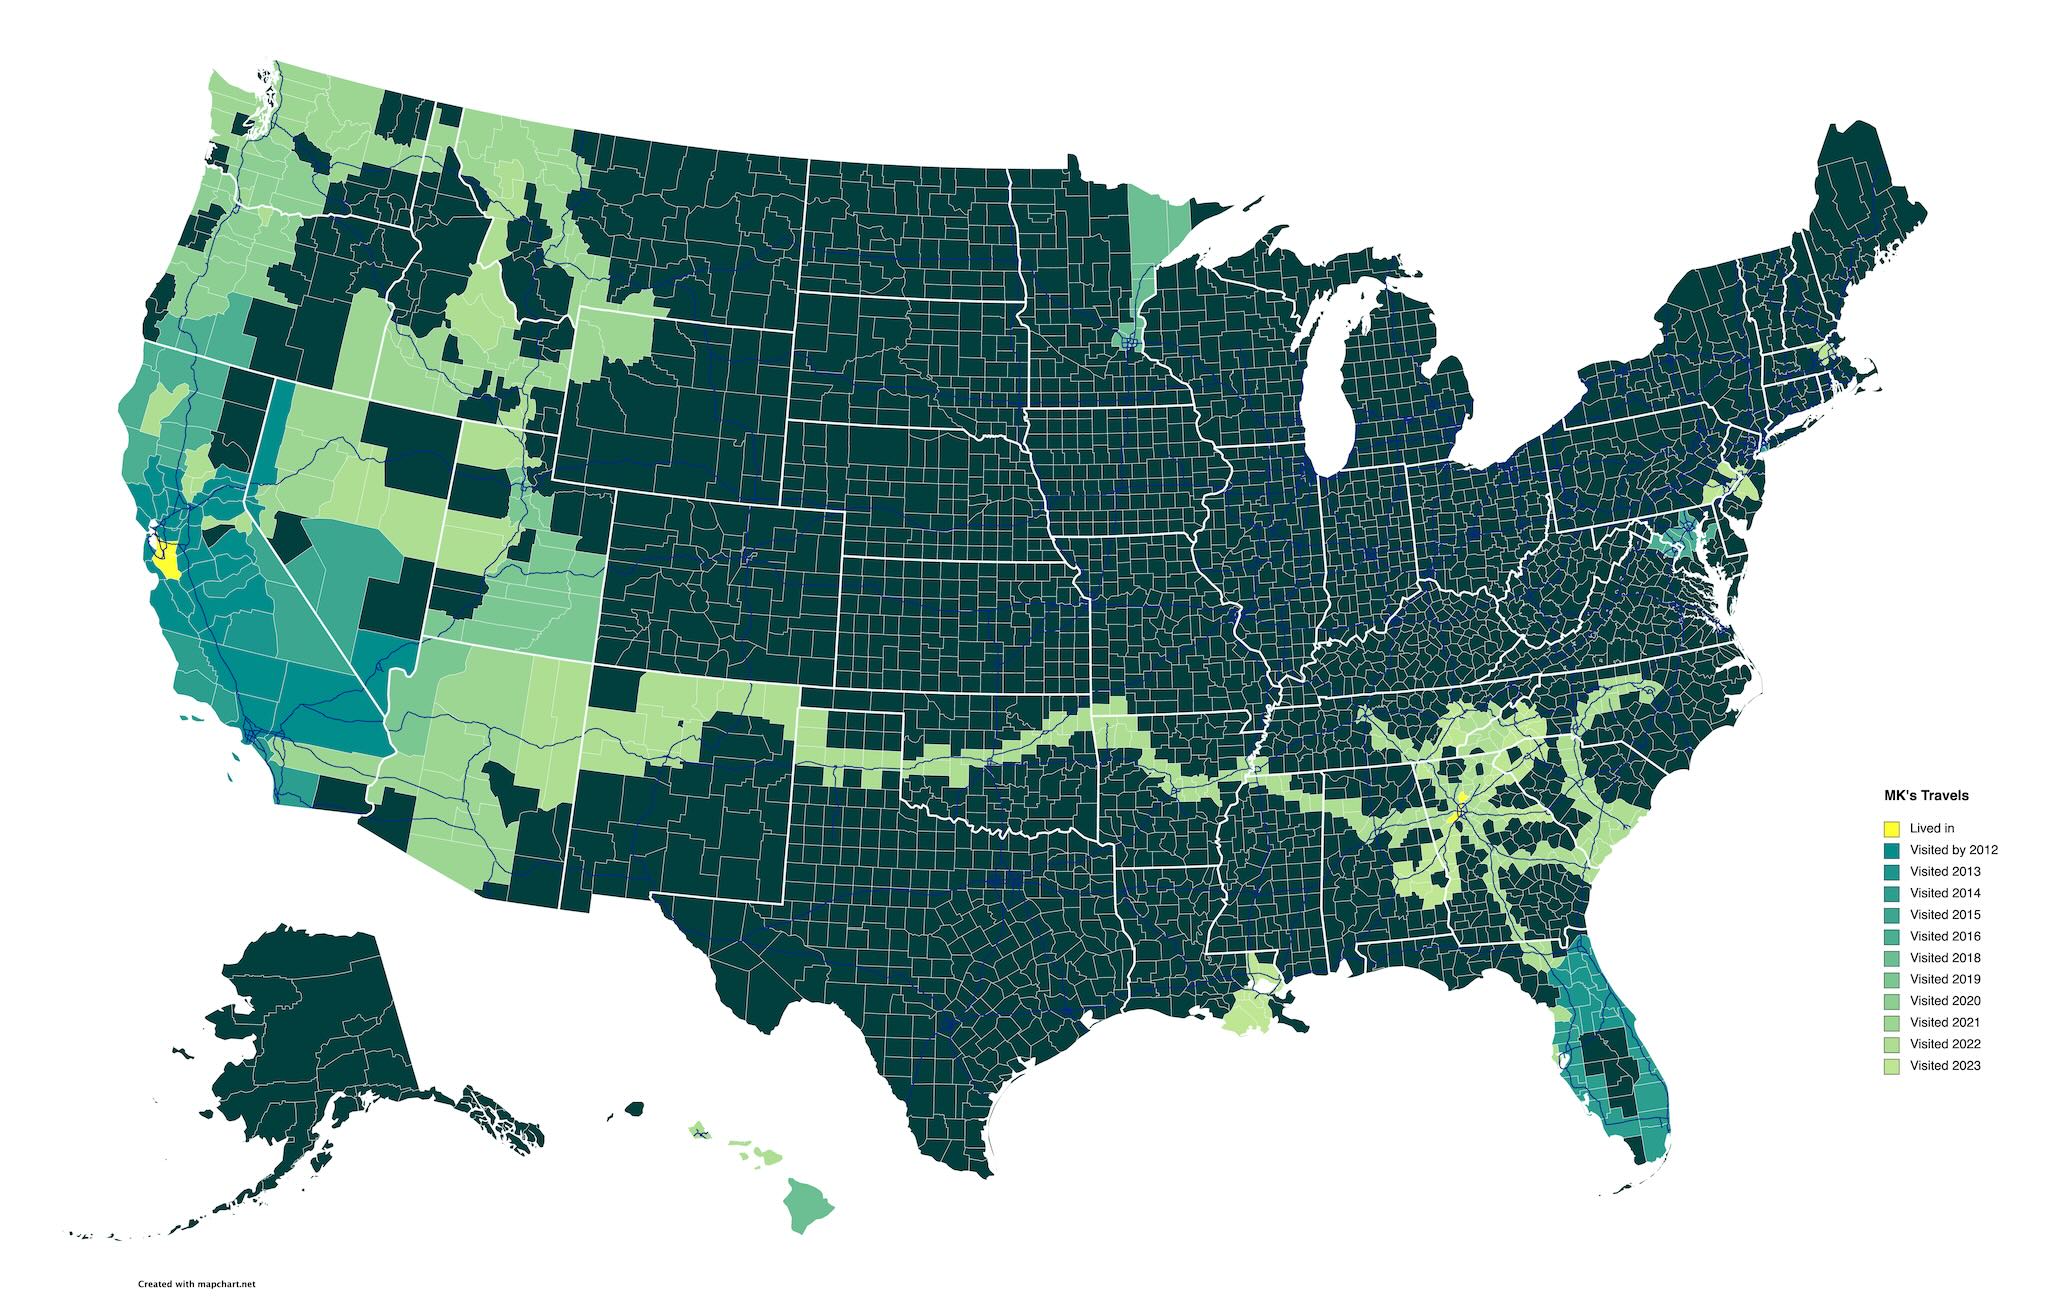 MK's Travels
Lived in
Visited by 2012
Visited 2013
Visited 2014
Visited 2015
Visited 2016
Visited 2018
Visited 2019
Visited 2020
Visited 2021
Visited 2022
Visited 2023
Created with mapchart.net